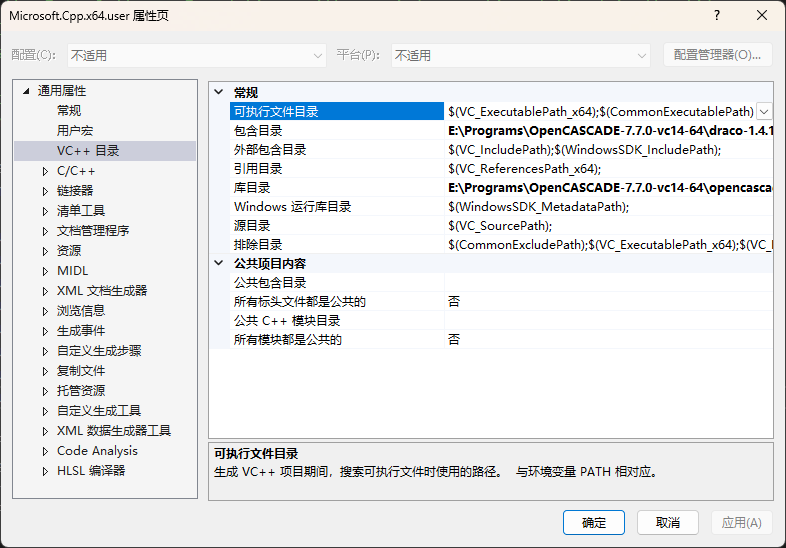 Microsoft.Cpp.x64.user 属性页
配置(C): 不适用 平台(P): 不适用 配置管理器(O)...
通用属性
常规
用户宏
VC++ 目录
C/C++
链接器
清单工具
文档管理程序
资源
MIDL
XML 文档生成器
浏览信息
生成事件
自定义生成步骤
复制文件
托管资源
自定义生成工具
XML 数据生成器工具
Code Analysis
HLSL 编译器
常规
可执行文件目录 $(VC_ExecutablePath_x64);$(CommonExecutablePath)
包含目录 E:\Programs\OpenCASCADE-7.7.0-vc14-64\draco-1.4.1
外部包含目录 $(VC_IncludePath);$(WindowsSDK_IncludePath);
引用目录 $(VC_ReferencesPath_x64);
库目录 E:\Programs\OpenCASCADE-7.7.0-vc14-64\opencasca
Windows 运行库目录 $(WindowsSDK_MetadataPath);
源目录 $(VC_SourcePath);
排除目录 $(CommonExcludePath);$(VC_ExecutablePath_x64);$(VC_
公共项目内容
公共包含目录
所有标头文件都是公共的 否
公共 C++ 模块目录
所有模块都是公共的 否
可执行文件目录
生成 VC++ 项目期间，搜索可执行文件时使用的路径。 与环境变量 PATH 相对应。
确定 取消 应用(A)